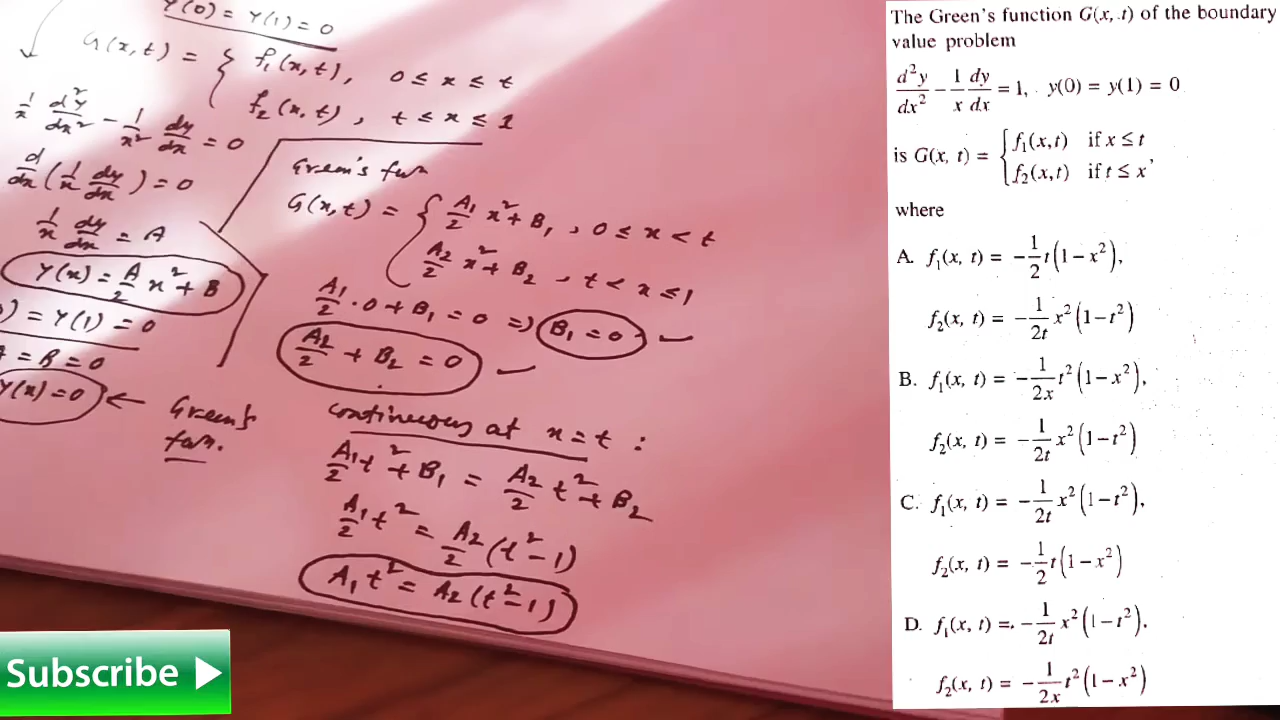 Y(0) = Y(1) = 0
G(x,t) = { f₁(x,t), 0 ≤ x ≤ t
f₂(x,t), t ≤ x ≤ 1
1/x d²y/dx² - 1/x² dy/dx = 0
d/dx (1/x dy/dx) = 0
1/x dy/dx = A
Y(x) = A/2 x² + B
) = Y(1) = 0
A = B = 0
Y(x) = 0 ← Green's
fun.
Green's fun
G(x,t) = { A₁/2 x² + B₁, 0 ≤ x < t
A₂/2 x² + B₂, t < x ≤ 1
A₁/2 · 0 + B₁ = 0 => B₁ = 0
A₂/2 + B₂ = 0
continuous at x = t :
A₁/2 t² + B₁ = A₂/2 t² + B₂
A₁/2 t² = A₂/2 (t² - 1)
A₁ t² = A₂ (t² - 1)
Subscribe
The Green's function G(x, t) of the boundary
value problem
d²y/dx² - 1/x dy/dx = 1, y(0) = y(1) = 0
is G(x, t) = { f₁(x,t) if x ≤ t
f₂(x,t) if t ≤ x ,
where
A. f₁(x, t) = -1/2 t(1 - x²),
f₂(x, t) = -1/2t x²(1 - t²)
B. f₁(x, t) = -1/2x t²(1 - x²),
f₂(x, t) = -1/2t x²(1 - t²)
C. f₁(x, t) = -1/2t x²(1 - t²),
f₂(x, t) = -1/2 t(1 - x²)
D. f₁(x, t) = -1/2t x²(1 - t²),
f₂(x, t) = -1/2x t²(1 - x²)